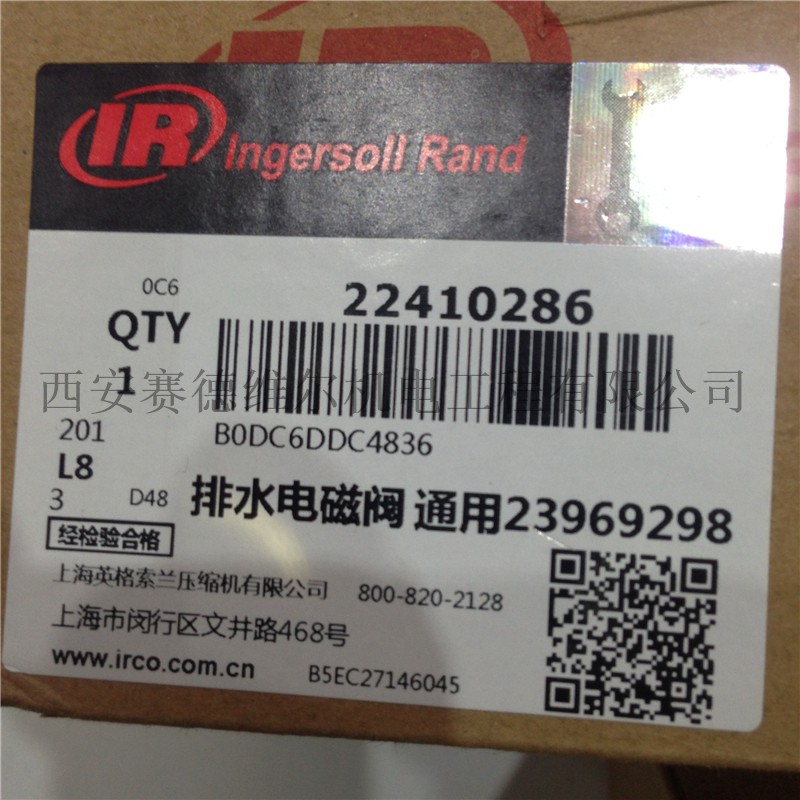 IR Ingersoll Rand
0C6
22410286
QTY
1
西安赛德维尔机电工程有限公司
B0DC6DDC4836
201
L8
3
D48
排水电磁阀 通用23969298
经检验合格
上海英格索兰压缩机有限公司 800-820-2128
上海市闵行区文井路468号
www.irco.com.cn
B5EC27146045